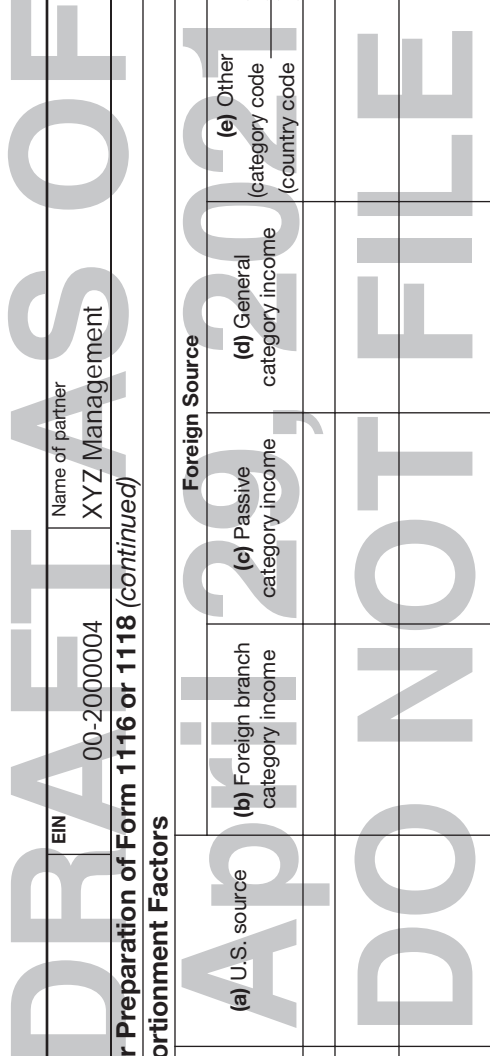 DRAFT AS OF
April 29, 2021
DO NOT FILE
EIN
00-2000004
Name of partner
XYZ Management
r Preparation of Form 1116 or 1118 (continued)
ortionment Factors
Foreign Source
(a) U.S. source
(b) Foreign branch
category income
(c) Passive
category income
(d) General
category income
(e) Other
(category code
(country code